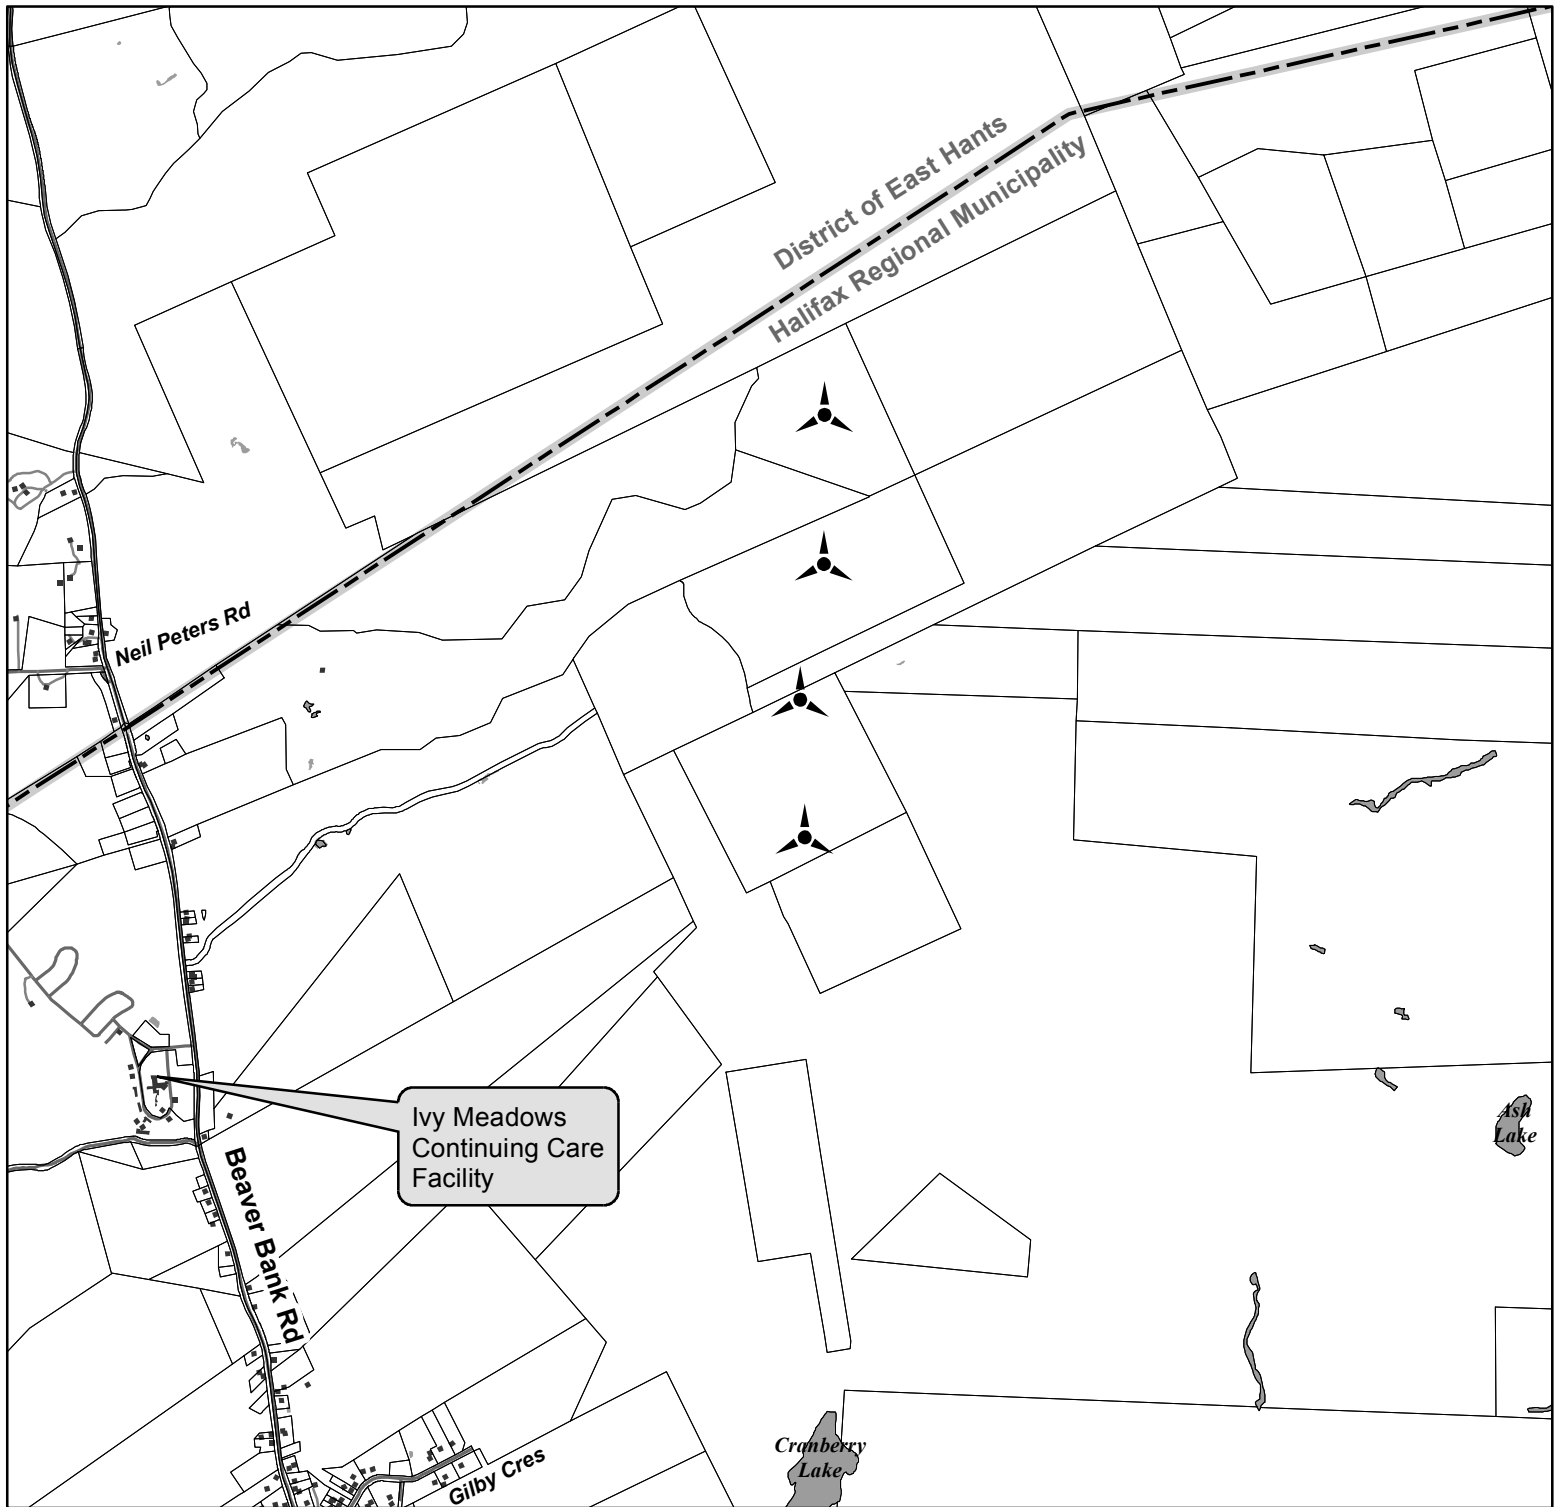 District of East Hants
Halifax Regional Municipality
Neil Peters Rd
Ivy Meadows
Continuing Care
Facility
Ash
Lake
Beaver Bank Rd
Cranberry
Lake
Gilby Cres